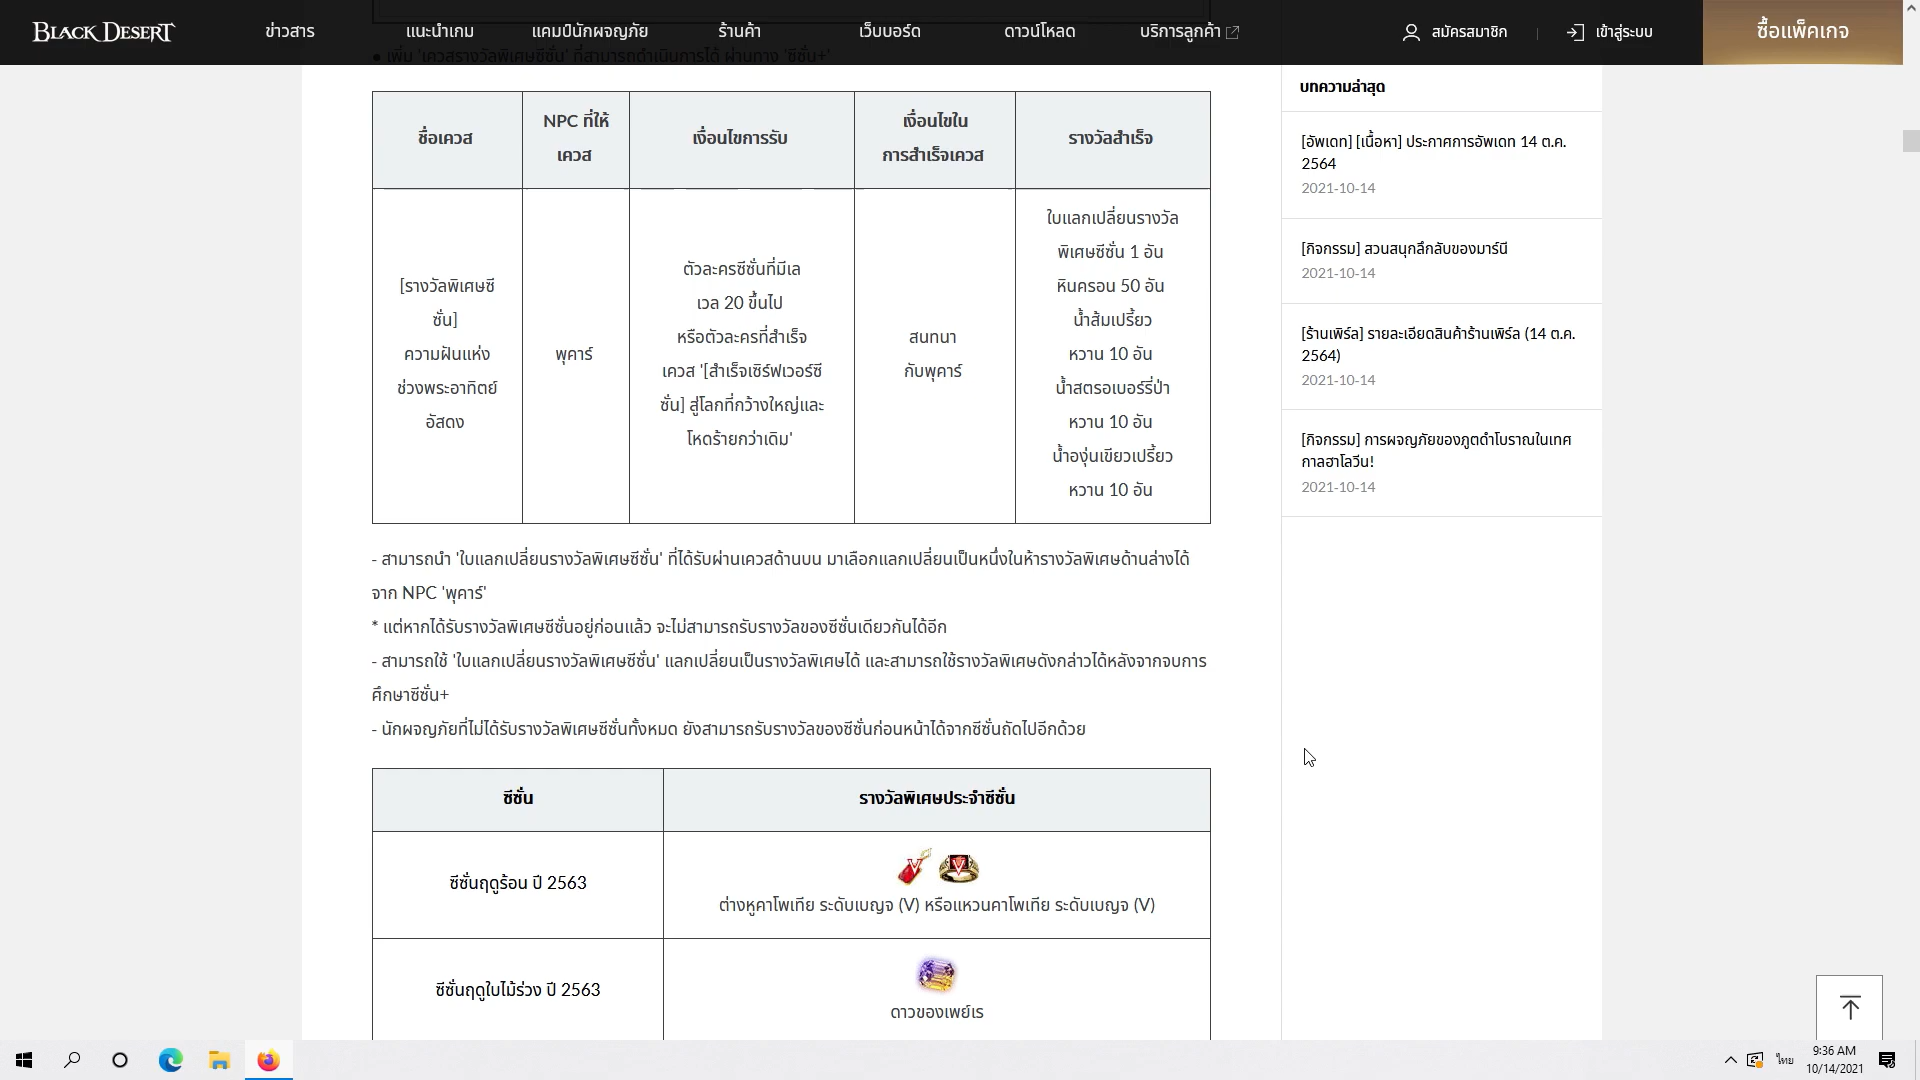 BLACK DESERT
ข่าวสาร
แนะนำเกม
แคมป์นักผจญภัย
ร้านค้า
เว็บบอร์ด
ดาวน์โหลด
บริการลูกค้า
สมัครสมาชิก
เข้าสู่ระบบ
ซื้อแพ็คเกจ
• เพิ่ม 'เควสรางวัลพิเศษซีซั่น' ที่สามารถดำเนินการได้ ผ่านทาง 'ซีซั่น+'
ชื่อเควส
NPC ที่ให้
เควส
เงื่อนไขการรับ
เงื่อนไขใน
การสำเร็จเควส
รางวัลสำเร็จ
[รางวัลพิเศษซี
ซั่น]
ความฝันแห่ง
ช่วงพระอาทิตย์
อัสดง
พุคาร์
ตัวละครซีซั่นที่มีเล
เวล 20 ขึ้นไป
หรือตัวละครที่สำเร็จ
เควส '[สำเร็จเซิร์ฟเวอร์ซี
ซั่น] สู่โลกที่กว้างใหญ่และ
โหดร้ายกว่าเดิม'
สนทนา
กับพุคาร์
ใบแลกเปลี่ยนรางวัล
พิเศษซีซั่น 1 อัน
หินครอน 50 อัน
น้ำส้มเปรี้ยว
หวาน 10 อัน
น้ำสตรอเบอร์รี่ป่า
หวาน 10 อัน
น้ำองุ่นเขียวเปรี้ยว
หวาน 10 อัน
- สามารถนำ 'ใบแลกเปลี่ยนรางวัลพิเศษซีซั่น' ที่ได้รับผ่านเควสด้านบน มาเลือกแลกเปลี่ยนเป็นหนึ่งในห้ารางวัลพิเศษด้านล่างได้
จาก NPC 'พุคาร์'
* แต่หากได้รับรางวัลพิเศษซีซั่นอยู่ก่อนแล้ว จะไม่สามารถรับรางวัลของซีซั่นเดียวกันได้อีก
- สามารถใช้ 'ใบแลกเปลี่ยนรางวัลพิเศษซีซั่น' แลกเปลี่ยนเป็นรางวัลพิเศษได้ และสามารถใช้รางวัลพิเศษดังกล่าวได้หลังจากจบการ
ศึกษาซีซั่น+
- นักผจญภัยที่ไม่ได้รับรางวัลพิเศษซีซั่นทั้งหมด ยังสามารถรับรางวัลของซีซั่นก่อนหน้าได้จากซีซั่นถัดไปอีกด้วย
ซีซั่น
รางวัลพิเศษประจำซีซั่น
ซีซั่นฤดูร้อน ปี 2563
ต่างหูคาโพเทีย ระดับเบญจ (V) หรือแหวนคาโพเทีย ระดับเบญจ (V)
ซีซั่นฤดูใบไม้ร่วง ปี 2563
ดาวของเพย์เร
บทความล่าสุด
[อัพเดท] [เนื้อหา] ประกาศการอัพเดท 14 ต.ค.
2564
2021-10-14
[กิจกรรม] สวนสนุกลึกลับของมาร์นี
2021-10-14
[ร้านเพิร์ล] รายละเอียดสินค้าร้านเพิร์ล (14 ต.ค.
2564)
2021-10-14
[กิจกรรม] การผจญภัยของภูตดำโบราณในเทศ
กาลฮาโลวีน!
2021-10-14
ไทย
9:36 AM
10/14/2021